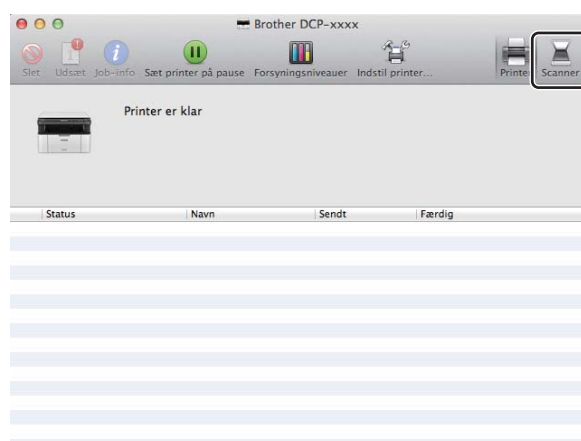 Brother DCP-xxxx
Slet Udsæt Job-info Sæt printer på pause Forsyningsniveauer Indstil printer... Printer Scanner
Printer er klar
Status Navn Sendt Færdig